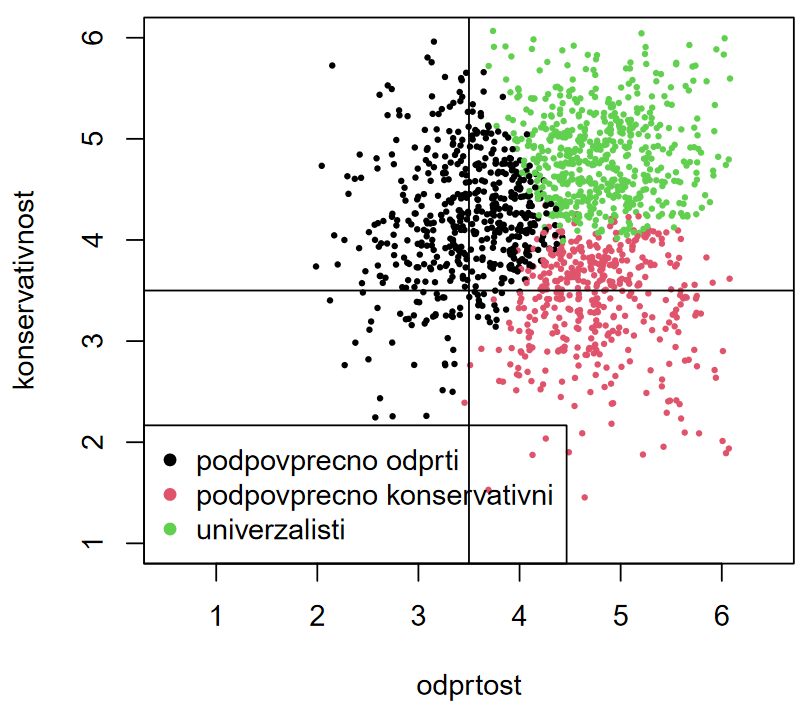 konservativnost
6
5
4
3
2
1
podpovprecno odprti
podpovprecno konservativni
univerzalisti
1 2 3 4 5 6
odprtost